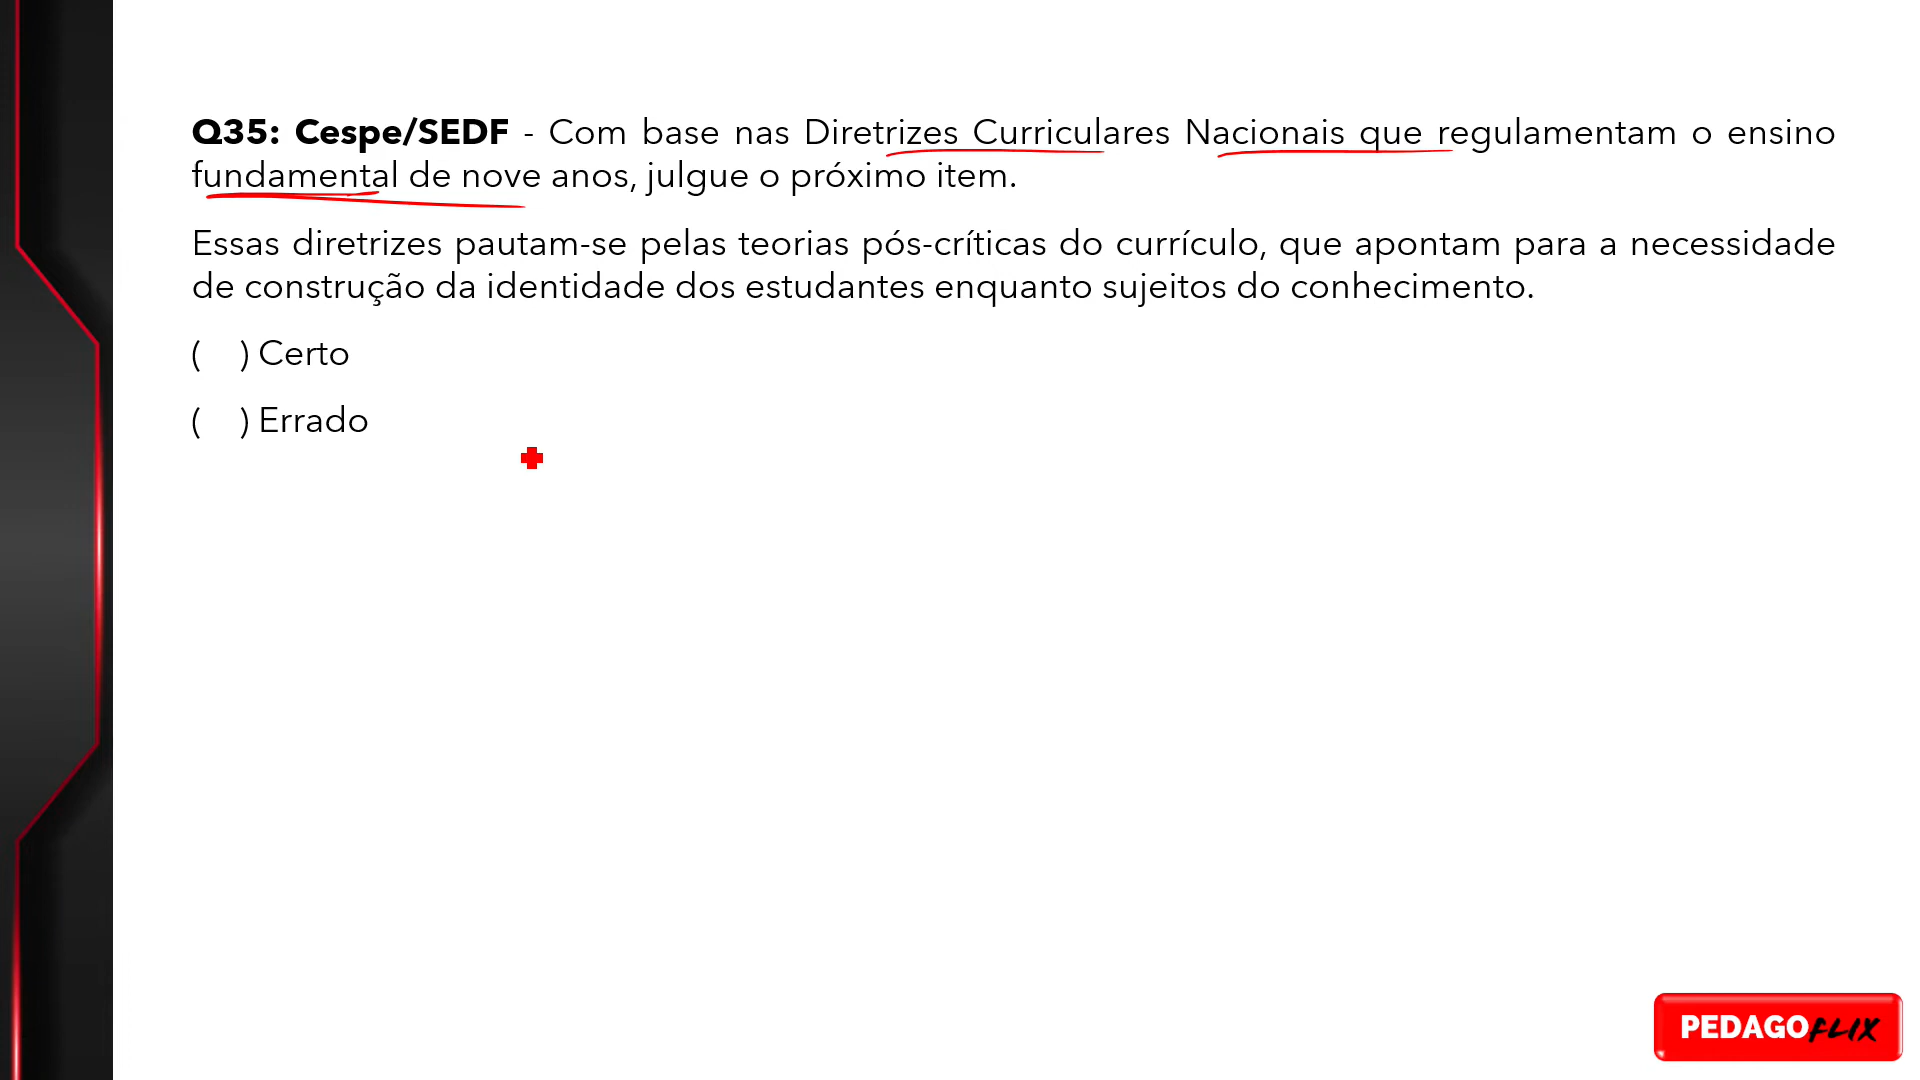 Q35: Cespe/SEDF - Com base nas Diretrizes Curriculares Nacionais que regulamentam o ensino
fundamental de nove anos, julgue o próximo item.
Essas diretrizes pautam-se pelas teorias pós-críticas do currículo, que apontam para a necessidade
de construção da identidade dos estudantes enquanto sujeitos do conhecimento.
( ) Certo
( ) Errado
PEDAGOFLIX